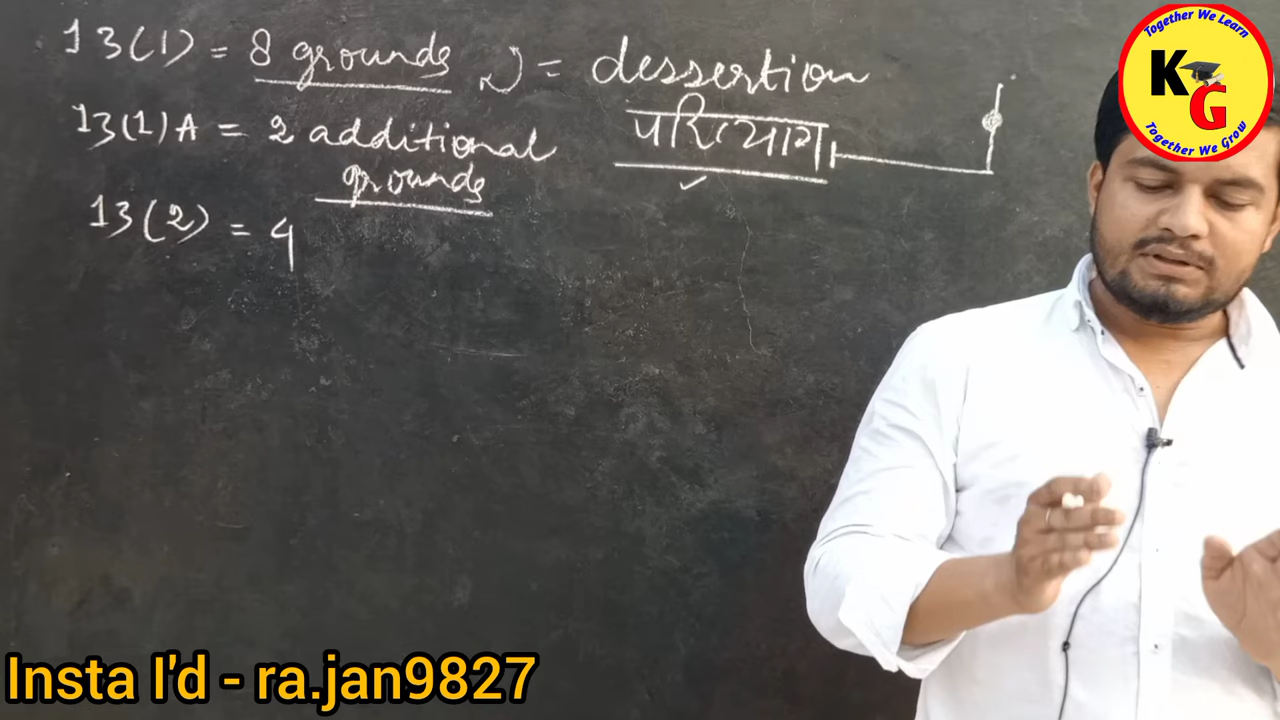 13(1) = 8 grounds
13(1)A = 2 additional
grounds
13(2) = 4
= dessertion
परित्याग
Together We Learn
KG
Together We Grow
Insta I'd - ra.jan9827